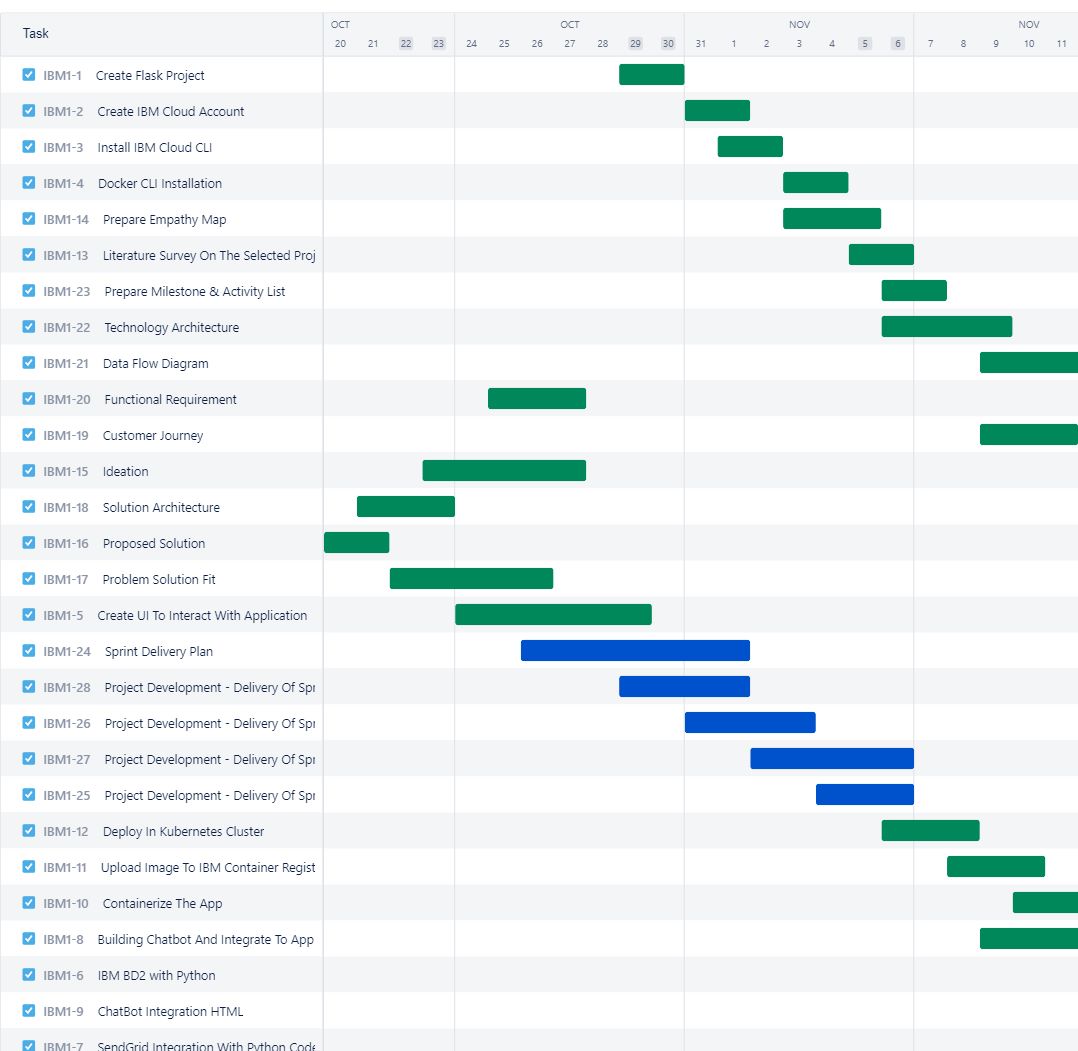 Task
OCT OCT NOV NOV
20 21 22 23 24 25 26 27 28 29 30 31 1 2 3 4 5 6 7 8 9 10 11
IBM1-1 Create Flask Project
IBM1-2 Create IBM Cloud Account
IBM1-3 Install IBM Cloud CLI
IBM1-4 Docker CLI Installation
IBM1-14 Prepare Empathy Map
IBM1-13 Literature Survey On The Selected Proj
IBM1-23 Prepare Milestone & Activity List
IBM1-22 Technology Architecture
IBM1-21 Data Flow Diagram
IBM1-20 Functional Requirement
IBM1-19 Customer Journey
IBM1-15 Ideation
IBM1-18 Solution Architecture
IBM1-16 Proposed Solution
IBM1-17 Problem Solution Fit
IBM1-5 Create UI To Interact With Application
IBM1-24 Sprint Delivery Plan
IBM1-28 Project Development - Delivery Of Spr
IBM1-26 Project Development - Delivery Of Spr
IBM1-27 Project Development - Delivery Of Spr
IBM1-25 Project Development - Delivery Of Spr
IBM1-12 Deploy In Kubernetes Cluster
IBM1-11 Upload Image To IBM Container Regist
IBM1-10 Containerize The App
IBM1-8 Building Chatbot And Integrate To App
IBM1-6 IBM BD2 with Python
IBM1-9 ChatBot Integration HTML
IBM1-7 SendGrid Integration With Python Code